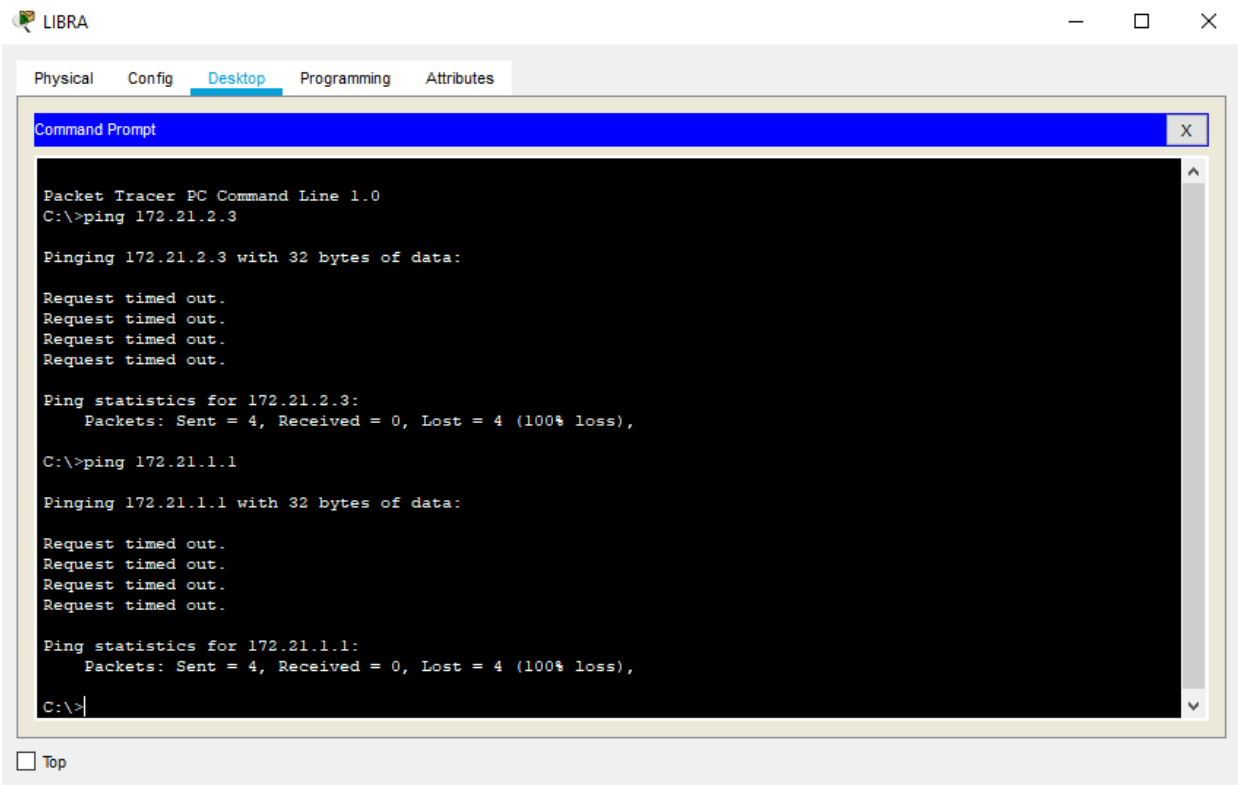 LIBRA
Physical Config Desktop Programming Attributes
Command Prompt
X
Packet Tracer PC Command Line 1.0
C:\>ping 172.21.2.3
Pinging 172.21.2.3 with 32 bytes of data:
Request timed out.
Request timed out.
Request timed out.
Request timed out.
Ping statistics for 172.21.2.3:
Packets: Sent = 4, Received = 0, Lost = 4 (100% loss),
C:\>ping 172.21.1.1
Pinging 172.21.1.1 with 32 bytes of data:
Request timed out.
Request timed out.
Request timed out.
Request timed out.
Ping statistics for 172.21.1.1:
Packets: Sent = 4, Received = 0, Lost = 4 (100% loss),
C:\>
Top